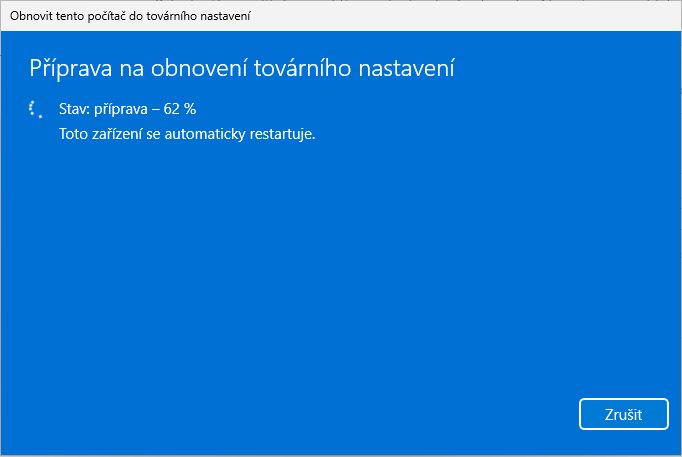 Obnovit tento počítač do továrního nastavení
Příprava na obnovení továrního nastavení
Stav: příprava – 62 %
Toto zařízení se automaticky restartuje.
Zrušit